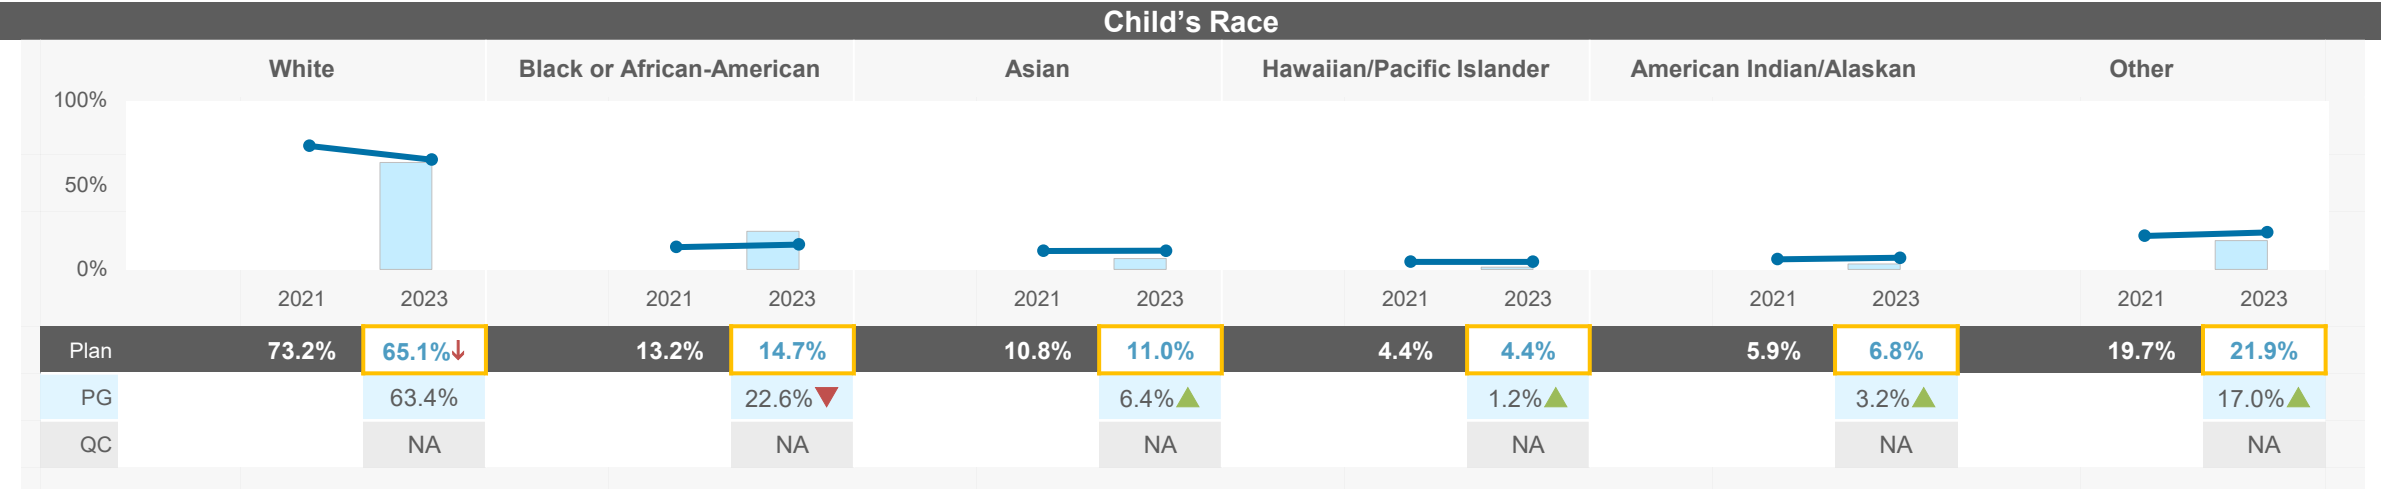 Child's Race
White Black or African-American Asian Hawaiian/Pacific Islander American Indian/Alaskan Other
100%
50%
0%
2021 2023 2021 2023 2021 2023 2021 2023 2021 2023 2021 2023
Plan 73.2% 65.1%↓ 13.2% 14.7% 10.8% 11.0% 4.4% 4.4% 5.9% 6.8% 19.7% 21.9%
PG 63.4% 22.6%▼ 6.4%▲ 1.2%▲ 3.2%▲ 17.0%▲
QC NA NA NA NA NA NA